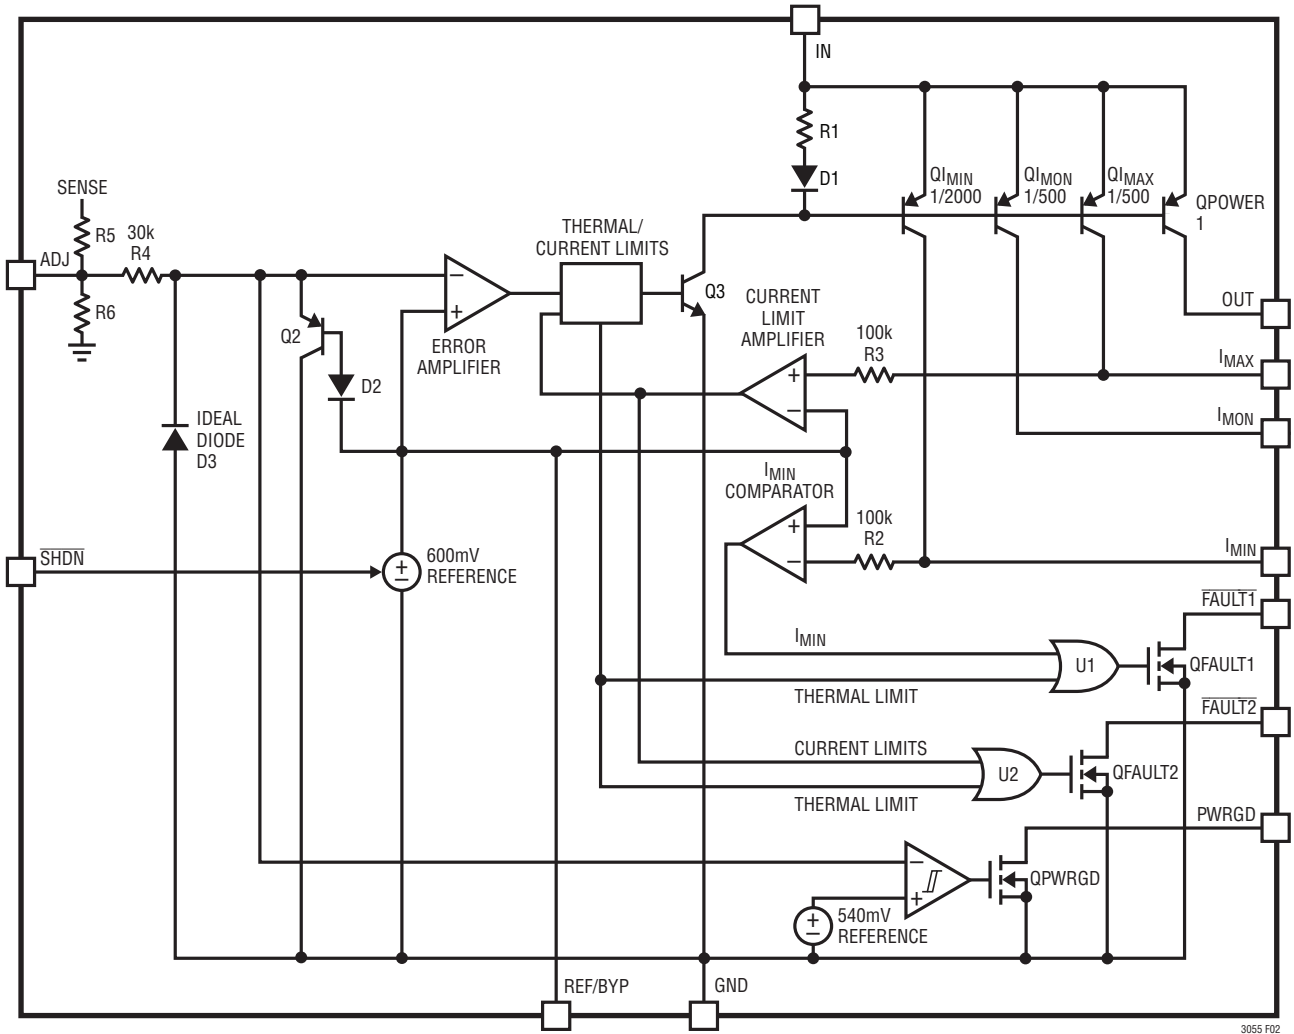 IN
R1
D1
QIMIN
1/2000
QIMON
1/500
QIMAX
1/500
QPOWER
1
SENSE
R5
30k
R4
ADJ
R6
THERMAL/
CURRENT LIMITS
Q3
CURRENT
LIMIT
AMPLIFIER
100k
R3
OUT
IMAX
IMON
−
+
ERROR
AMPLIFIER
Q2
D2
+
−
IDEAL
DIODE
D3
IMIN
COMPARATOR
+
−
100k
R2
IMIN
SHDN
+
−
600mV
REFERENCE
FAULT1
IMIN
U1
QFAULT1
THERMAL LIMIT
FAULT2
CURRENT LIMITS
U2
QFAULT2
THERMAL LIMIT
PWRGD
−
+
QPWRGD
+
−
540mV
REFERENCE
REF/BYP
GND
3055 F02